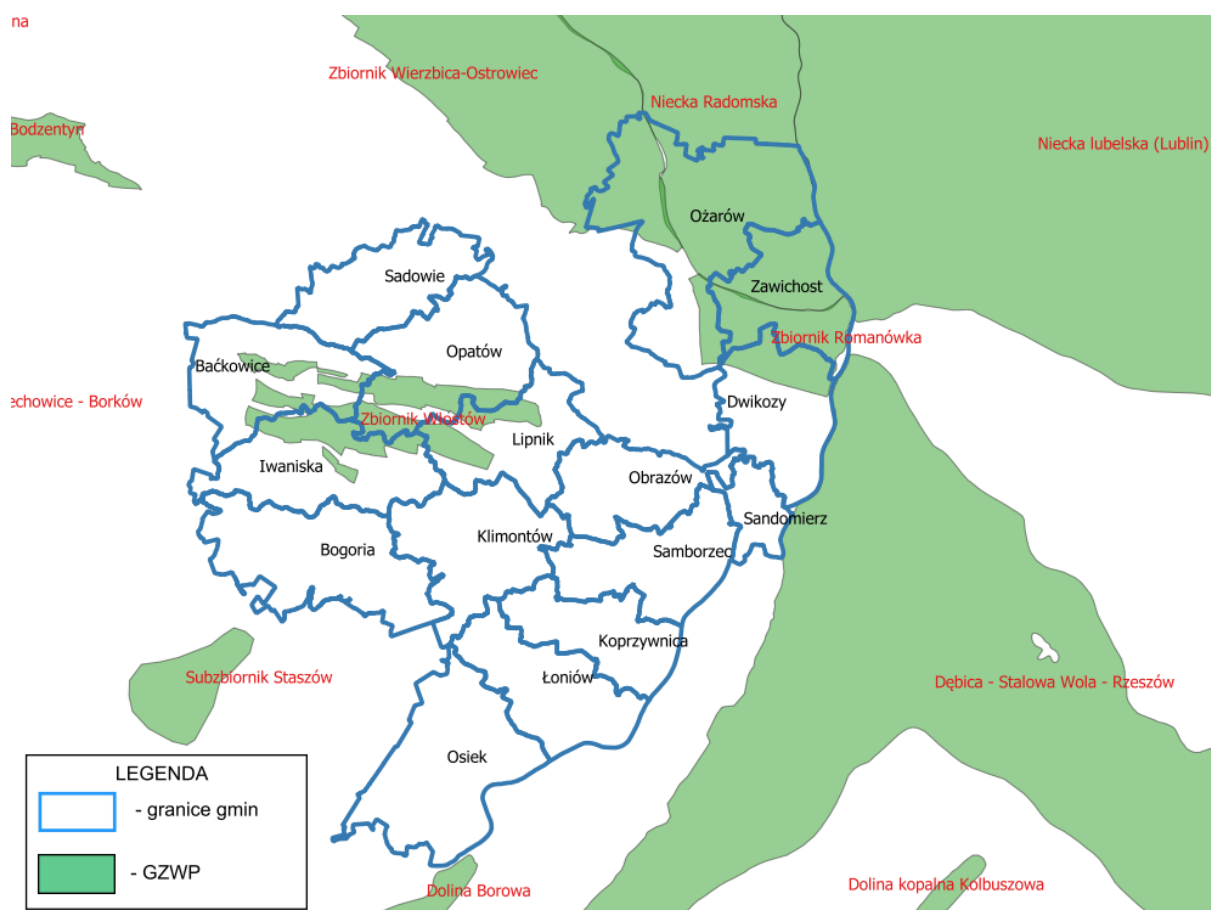 na
Zbiornik Wierzbica-Ostrowiec
Niecka Radomska
Bodzentyn
Niecka lubelska (Lublin)
Ożarów
Sadowie
Zawichost
Zbiornik Romanówka
Opatów
Baćkowice
echowice - Borków
Dwikozy
Zbiornik Włostów
Lipnik
Iwaniska
Obrazów
Sandomierz
Klimontów
Bogoria
Samborzec
Koprzywnica
Subzbiornik Staszów
Łoniów
Dębica - Stalowa Wola - Rzeszów
Osiek
LEGENDA
- granice gmin
- GZWP
Dolina Borowa
Dolina kopalna Kolbuszowa